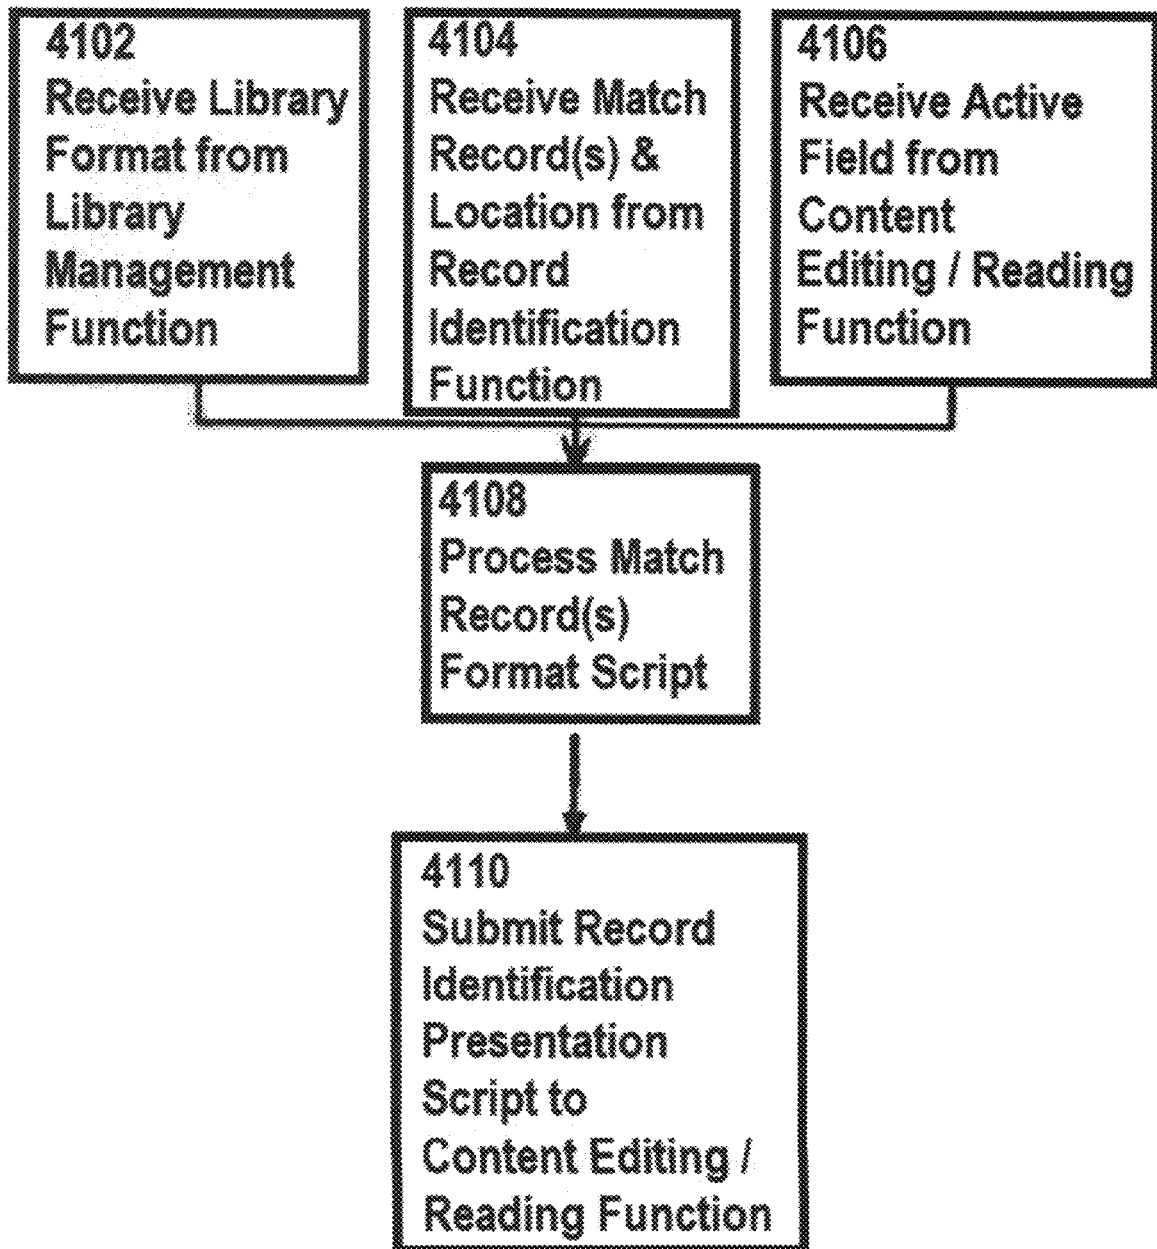 4102
Receive Library
Format from
Library
Management
Function
4104
Receive Match
Record(s) &
Location from
Record
Identification
Function
4106
Receive Active
Field from
Content
Editing / Reading
Function
4108
Process Match
Record(s)
Format Script
4110
Submit Record
Identification
Presentation
Script to
Content Editing /
Reading Function